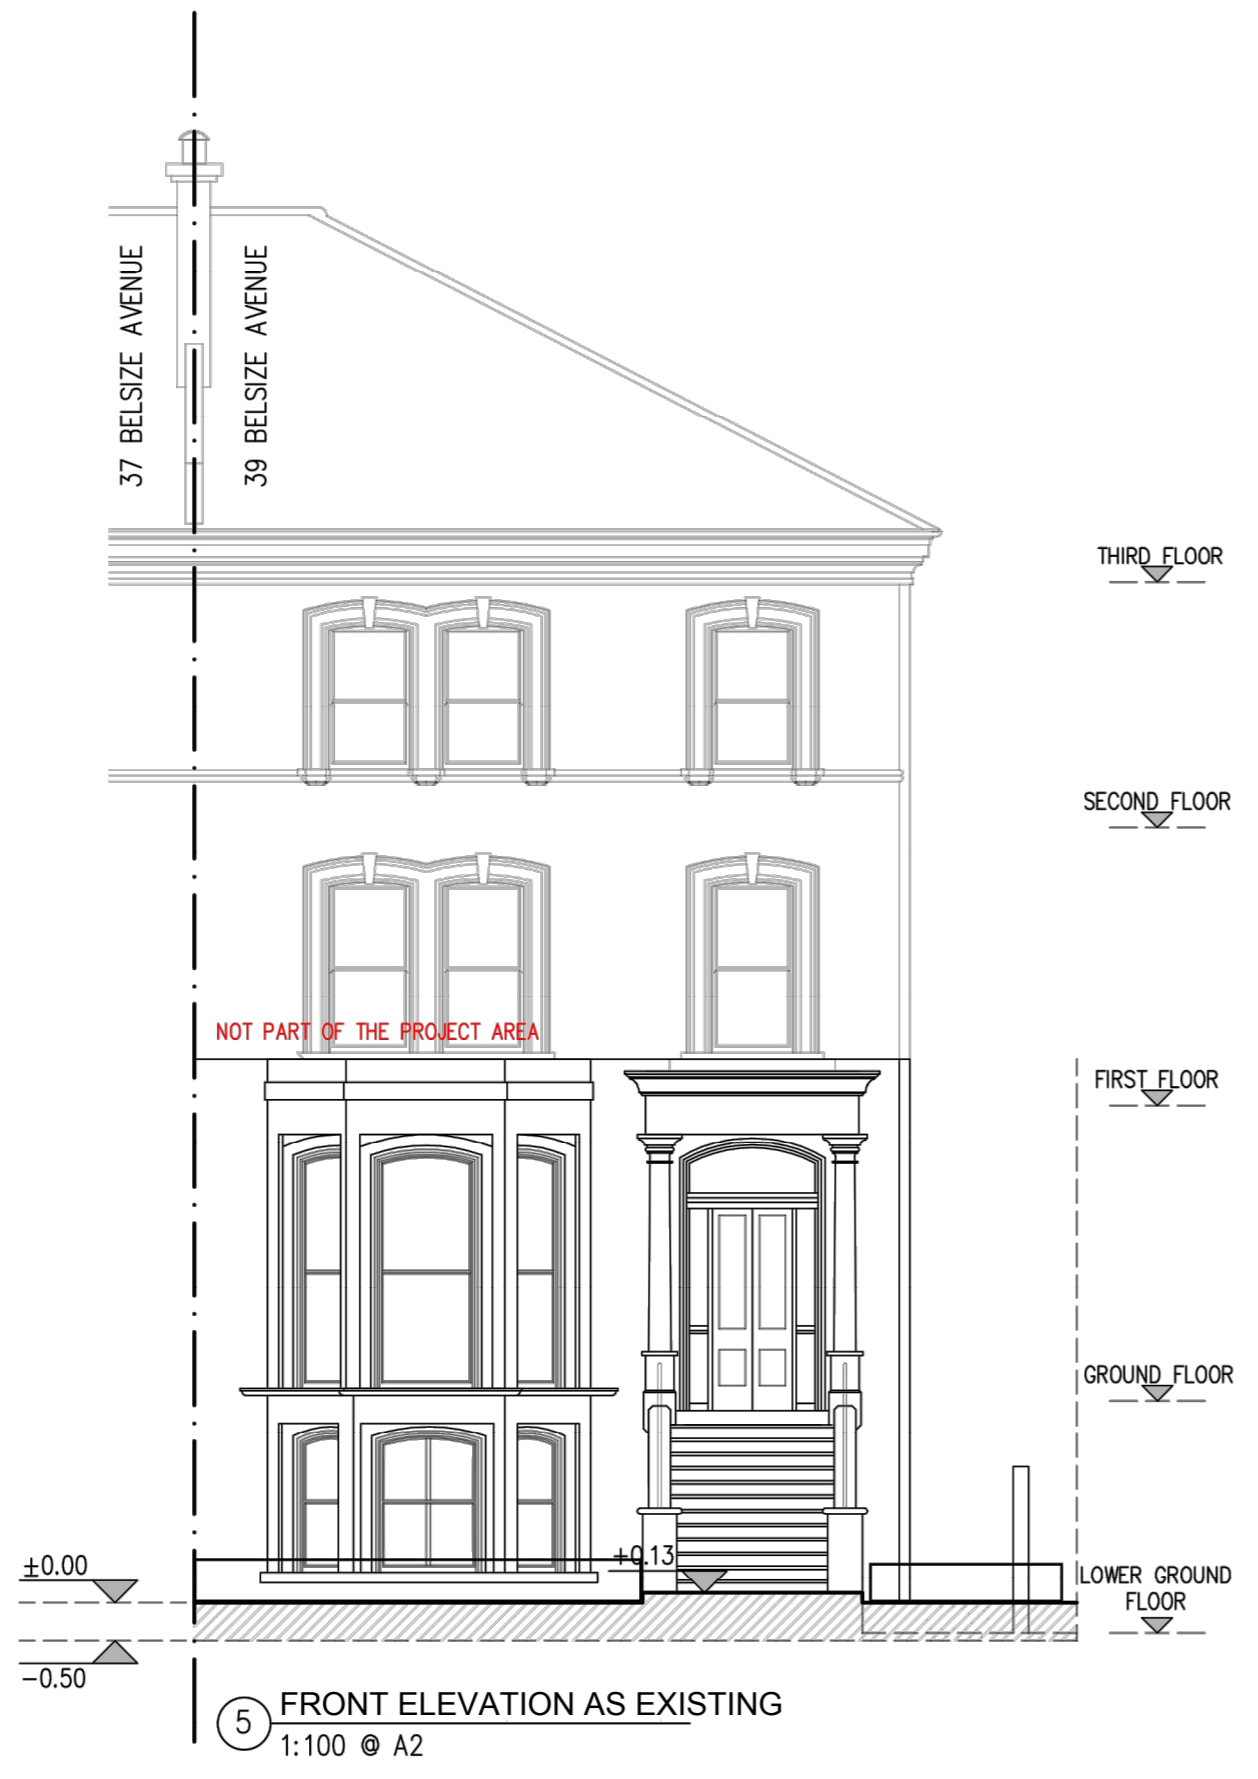 37 BELSIZE AVENUE
39 BELSIZE AVENUE
THIRD FLOOR
SECOND FLOOR
NOT PART OF THE PROJECT AREA
FIRST FLOOR
GROUND FLOOR
+0.13
±0.00
LOWER GROUND
FLOOR
-0.50
5
FRONT ELEVATION AS EXISTING
1:100 @ A2